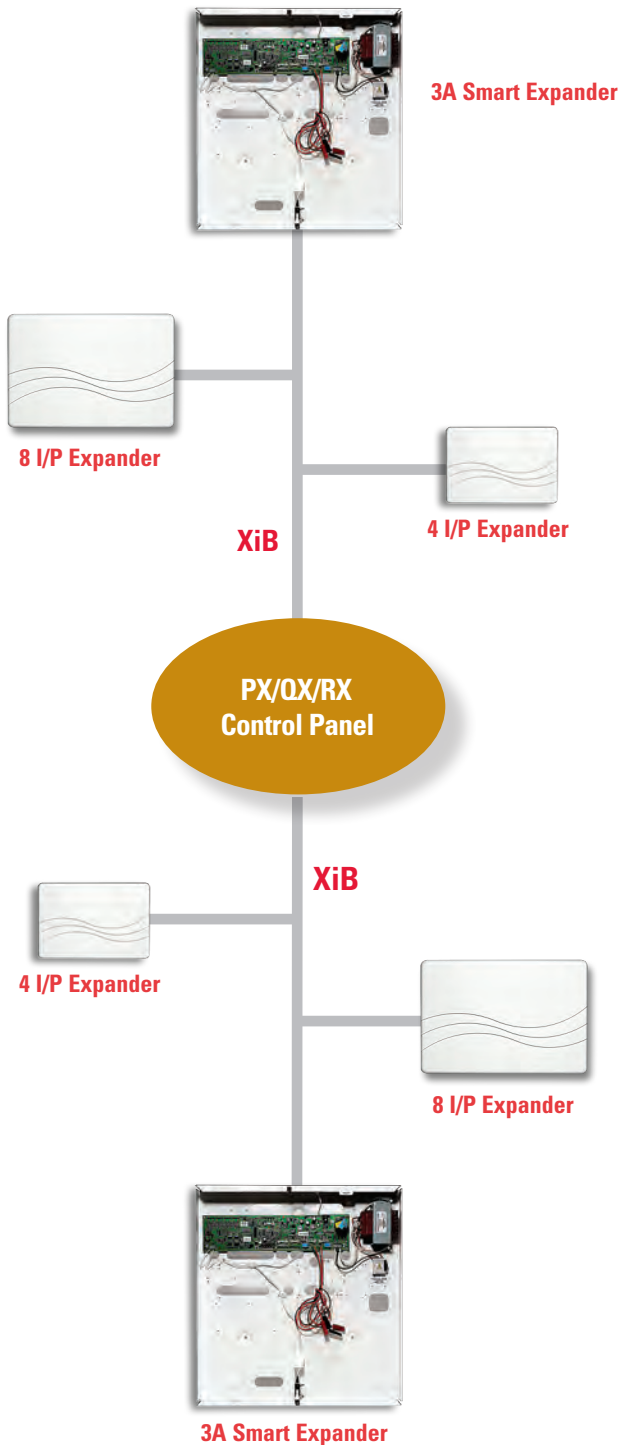 3A Smart Expander
8 I/P Expander
4 I/P Expander
XiB
PX/QX/RX
Control Panel
XiB
4 I/P Expander
8 I/P Expander
3A Smart Expander